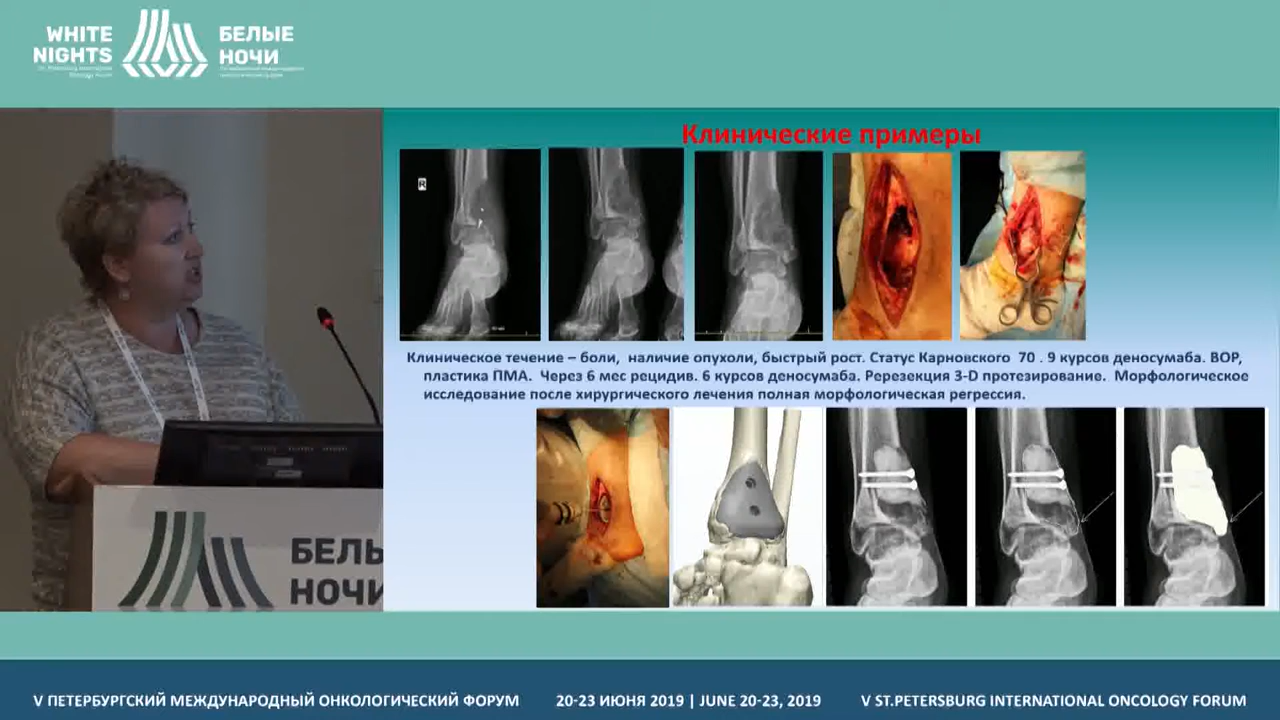 WHITE
NIGHTS
БЕЛЫЕ
НОЧИ
Клинические примеры
R
Клиническое течение – боли, наличие опухоли, быстрый рост. Статус Карновского 70 . 9 курсов деносумаба. ВОР,
пластика ПМА. Через 6 мес рецидив. 6 курсов деносумаба. Ререзекция 3-D протезирование. Морфологическое
исследование после хирургического лечения полная морфологическая регрессия.
БЕЛЫ
НОЧИ
V ПЕТЕРБУРГСКИЙ МЕЖДУНАРОДНЫЙ ОНКОЛОГИЧЕСКИЙ ФОРУМ 20-23 ИЮНЯ 2019 | JUNE 20-23, 2019 V ST.PETERSBURG INTERNATIONAL ONCOLOGY FORUM